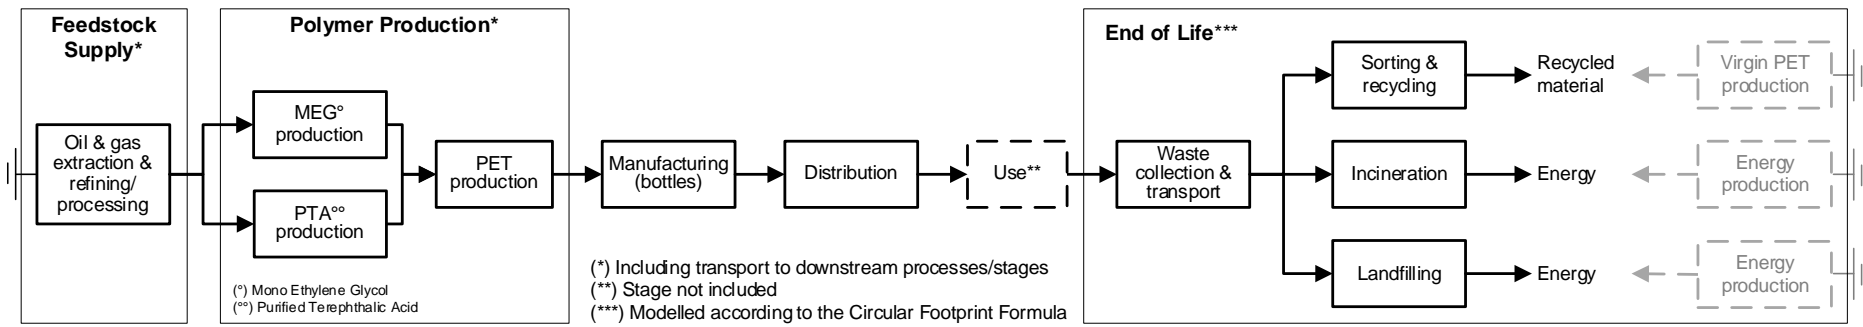 Feedstock
Supply*
Oil & gas
extraction &
refining/
processing
Polymer Production*
MEG°
production
PTA°°
production
PET
production
(°) Mono Ethylene Glycol
(°°) Purified Terephthalic Acid
Manufacturing
(bottles)
Distribution
Use**
(*) Including transport to downstream processes/stages
(**) Stage not included
(***) Modelled according to the Circular Footprint Formula
End of Life***
Waste
collection &
transport
Sorting &
recycling
Recycled
material
Virgin PET
production
Incineration
Energy
Energy
production
Landfilling
Energy
Energy
production